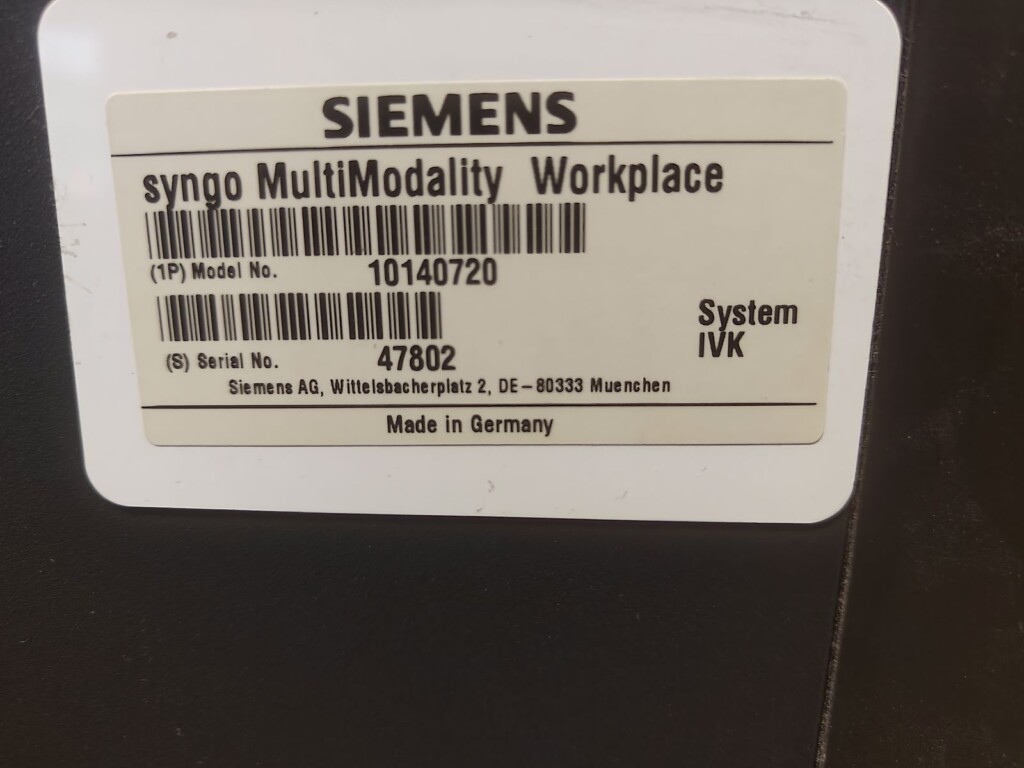 SIEMENS
syngo MultiModality Workplace
(1P) Model No. 10140720
System
IVK
(S) Serial No. 47802
Siemens AG, Wittelsbacherplatz 2, DE-80333 Muenchen
Made in Germany